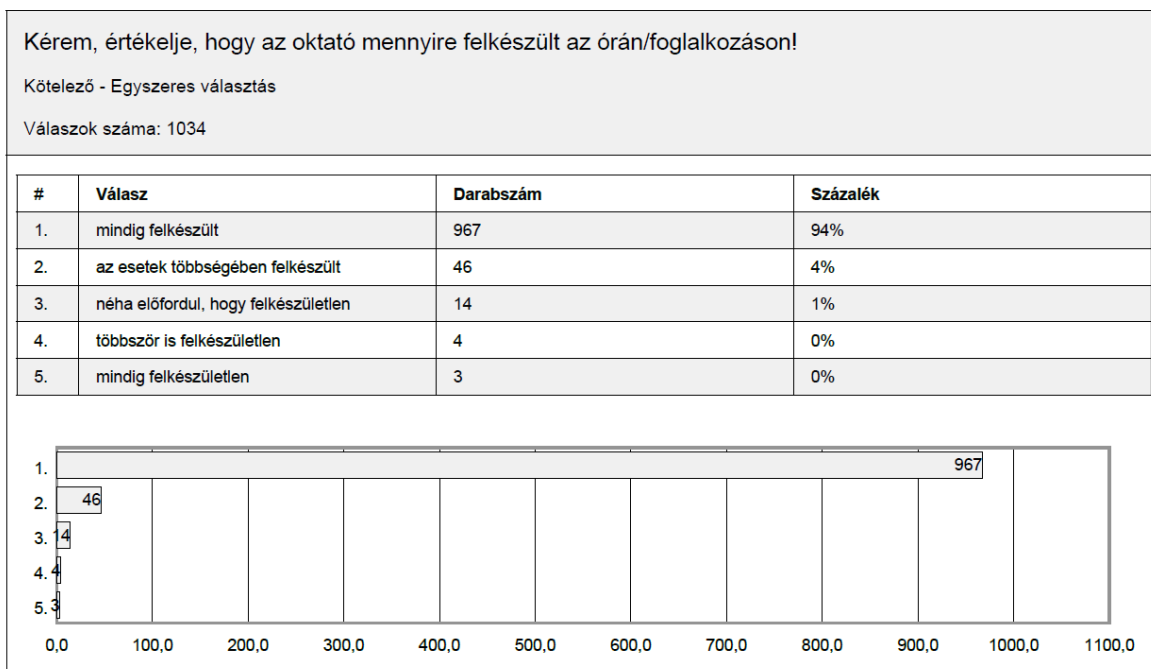 Kérem, értékelje, hogy az oktató mennyire felkészült az órán/foglalkozáson!
Kötelező - Egyszeres választás
Válaszok száma: 1034
# Válasz Darabszám Százalék
1. mindig felkészült 967 94%
2. az esetek többségében felkészült 46 4%
3. néha előfordul, hogy felkészületlen 14 1%
4. többször is felkészületlen 4 0%
5. mindig felkészületlen 3 0%
1. 967
2. 46
3. 14
4. 4
5. 3
0,0 100,0 200,0 300,0 400,0 500,0 600,0 700,0 800,0 900,0 1000,0 1100,0